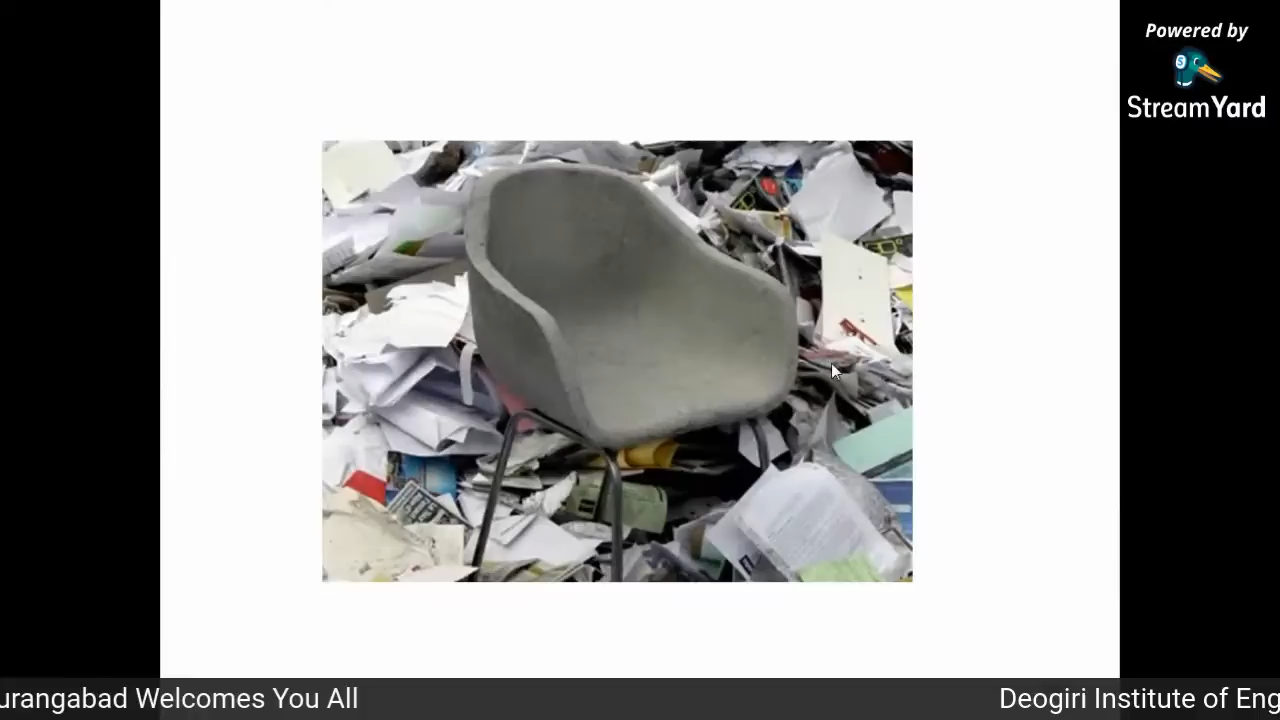 Powered by
StreamYard
urangabad Welcomes You All
Deogiri Institute of Eng